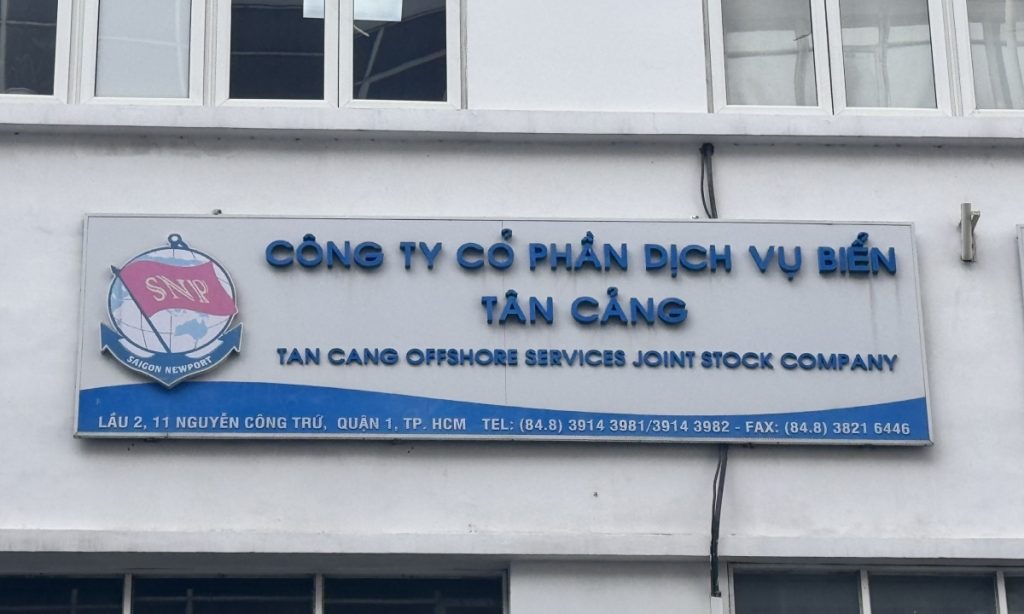 SNP
SAIGON NEWPORT
CÔNG TY CỔ PHẦN DỊCH VỤ BIỂN
TÂN CẢNG
TAN CANG OFFSHORE SERVICES JOINT STOCK COMPANY
LẦU 2, 11 NGUYỄN CÔNG TRỨ, QUẬN 1, TP. HCM TEL: (84.8) 3914 3981/3914 3982 - FAX: (84.8) 3821 6446